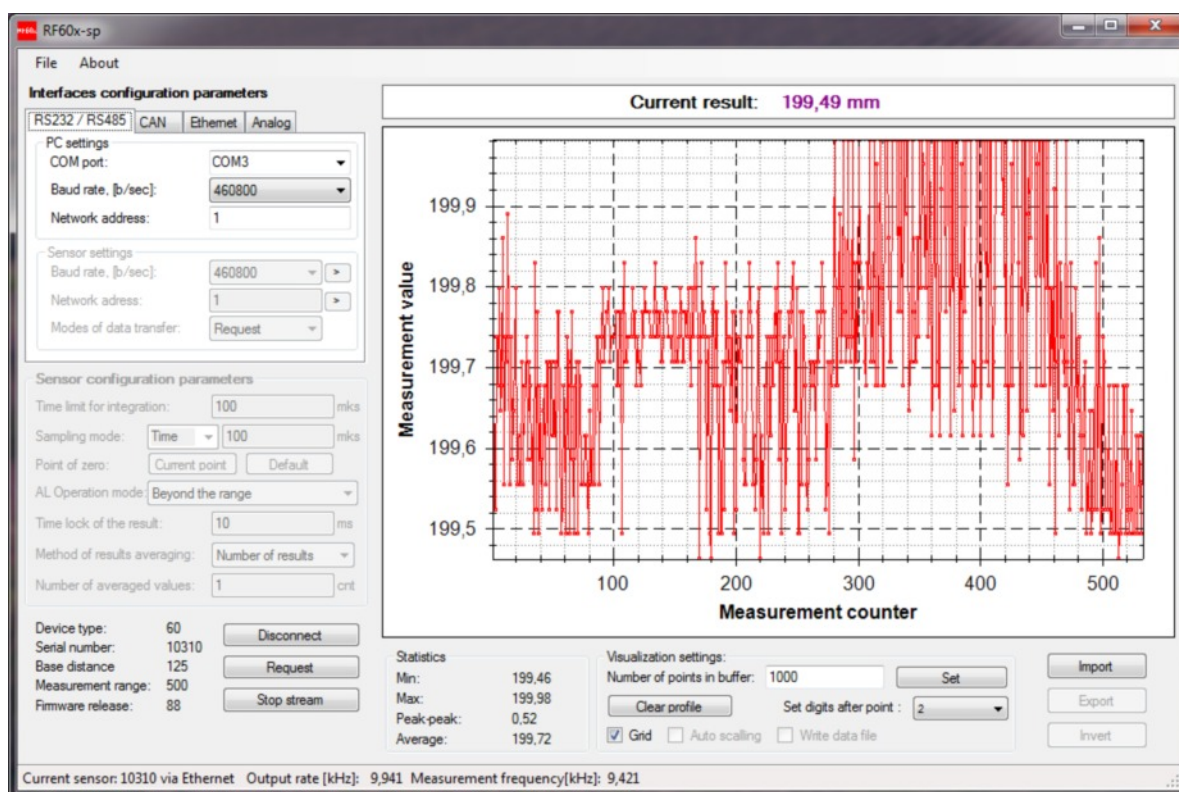 RF60x-sp
File About
Interfaces configuration parameters
RS232 / RS485 CAN Ethernet Analog
PC settings
COM port: COM3
Baud rate, [b/sec]: 460800
Network address: 1
Sensor settings
Baud rate, [b/sec]: 460800 >
Network adress: 1 >
Modes of data transfer: Request
Sensor configuration parameters
Time limit for integration: 100 mks
Sampling mode: Time 100 mks
Point of zero: Current point Default
AL Operation mode: Beyond the range
Time lock of the result: 10 ms
Method of results averaging: Number of results
Number of averaged values: 1 cnt
Device type: 60
Serial number: 10310
Base distance 125
Measurement range: 500
Firmware release: 88
Disconnect
Request
Stop stream
Current result: 199,49 mm
Measurement value
199,9
199,8
199,7
199,6
199,5
100 200 300 400 500
Measurement counter
Statistics
Min: 199,46
Max: 199,98
Peak-peak: 0,52
Average: 199,72
Visualization settings:
Number of points in buffer: 1000 Set
Clear profile Set digits after point : 2
Grid Auto scalling Write data file
Import
Export
Invert
Current sensor: 10310 via Ethernet Output rate [kHz]: 9,941 Measurement frequency[kHz]: 9,421